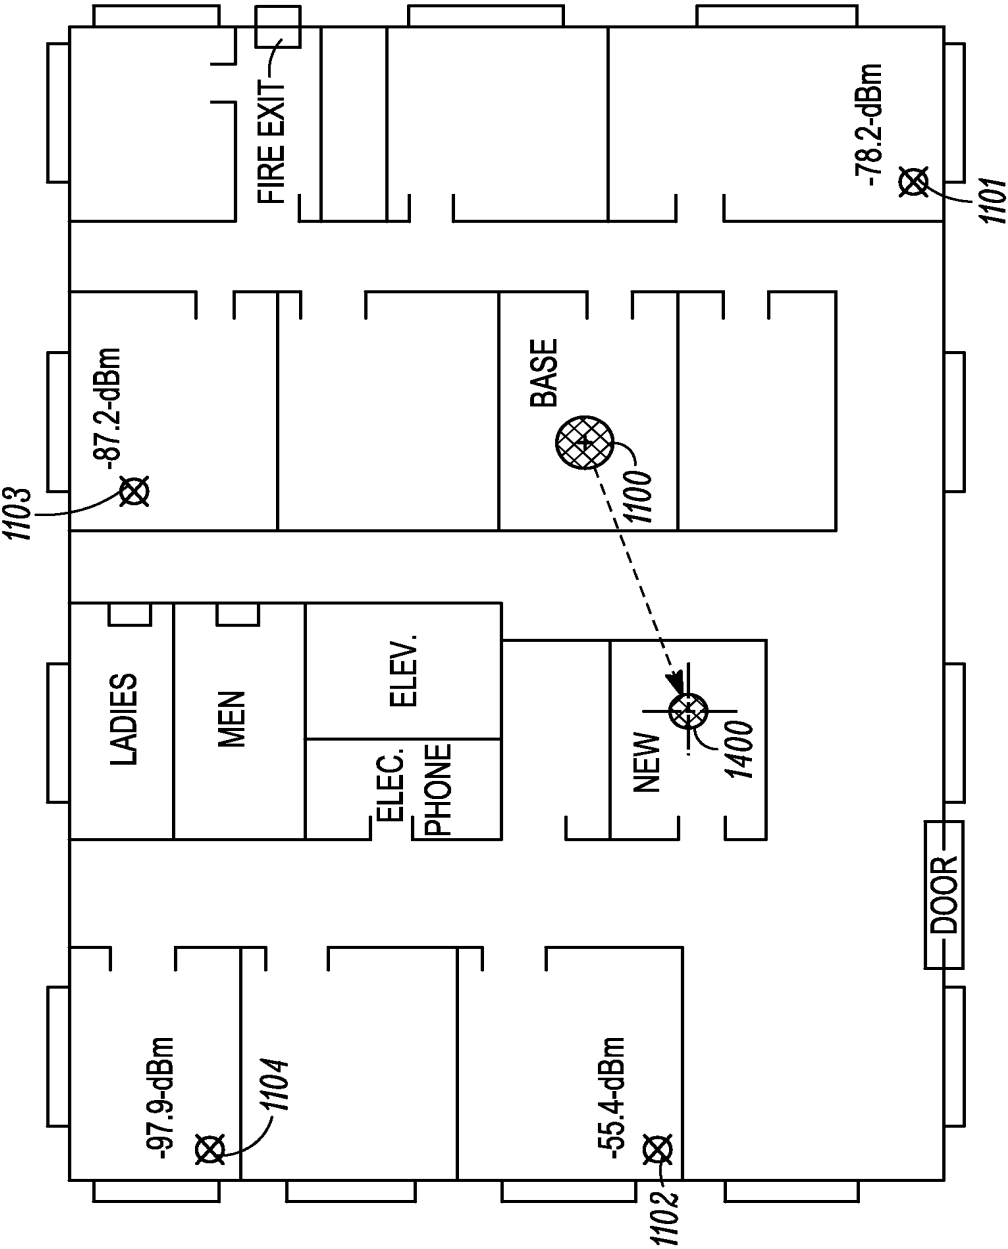 1103
-87.2-dBm
FIRE EXIT
-78.2-dBm
1101
BASE
1100
LADIES
MEN
ELEV.
ELEC.
PHONE
NEW
1400
DOOR
-97.9-dBm
1104
-55.4-dBm
1102